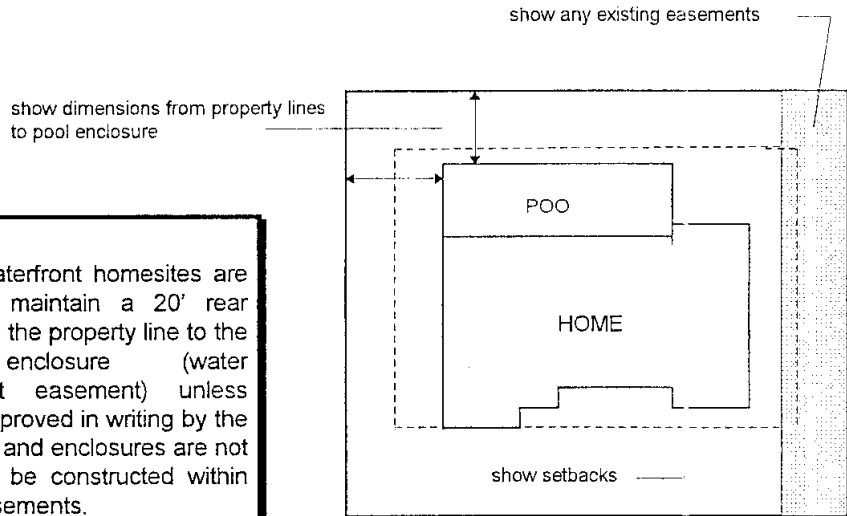 show any existing easements
show dimensions from property lines
to pool enclosure
POO
HOME
show setbacks
aterfront homesites are
maintain a 20' rear
the property line to the
enclosure (water
t easement) unless
proved in writing by the
and enclosures are not
be constructed within
sements.